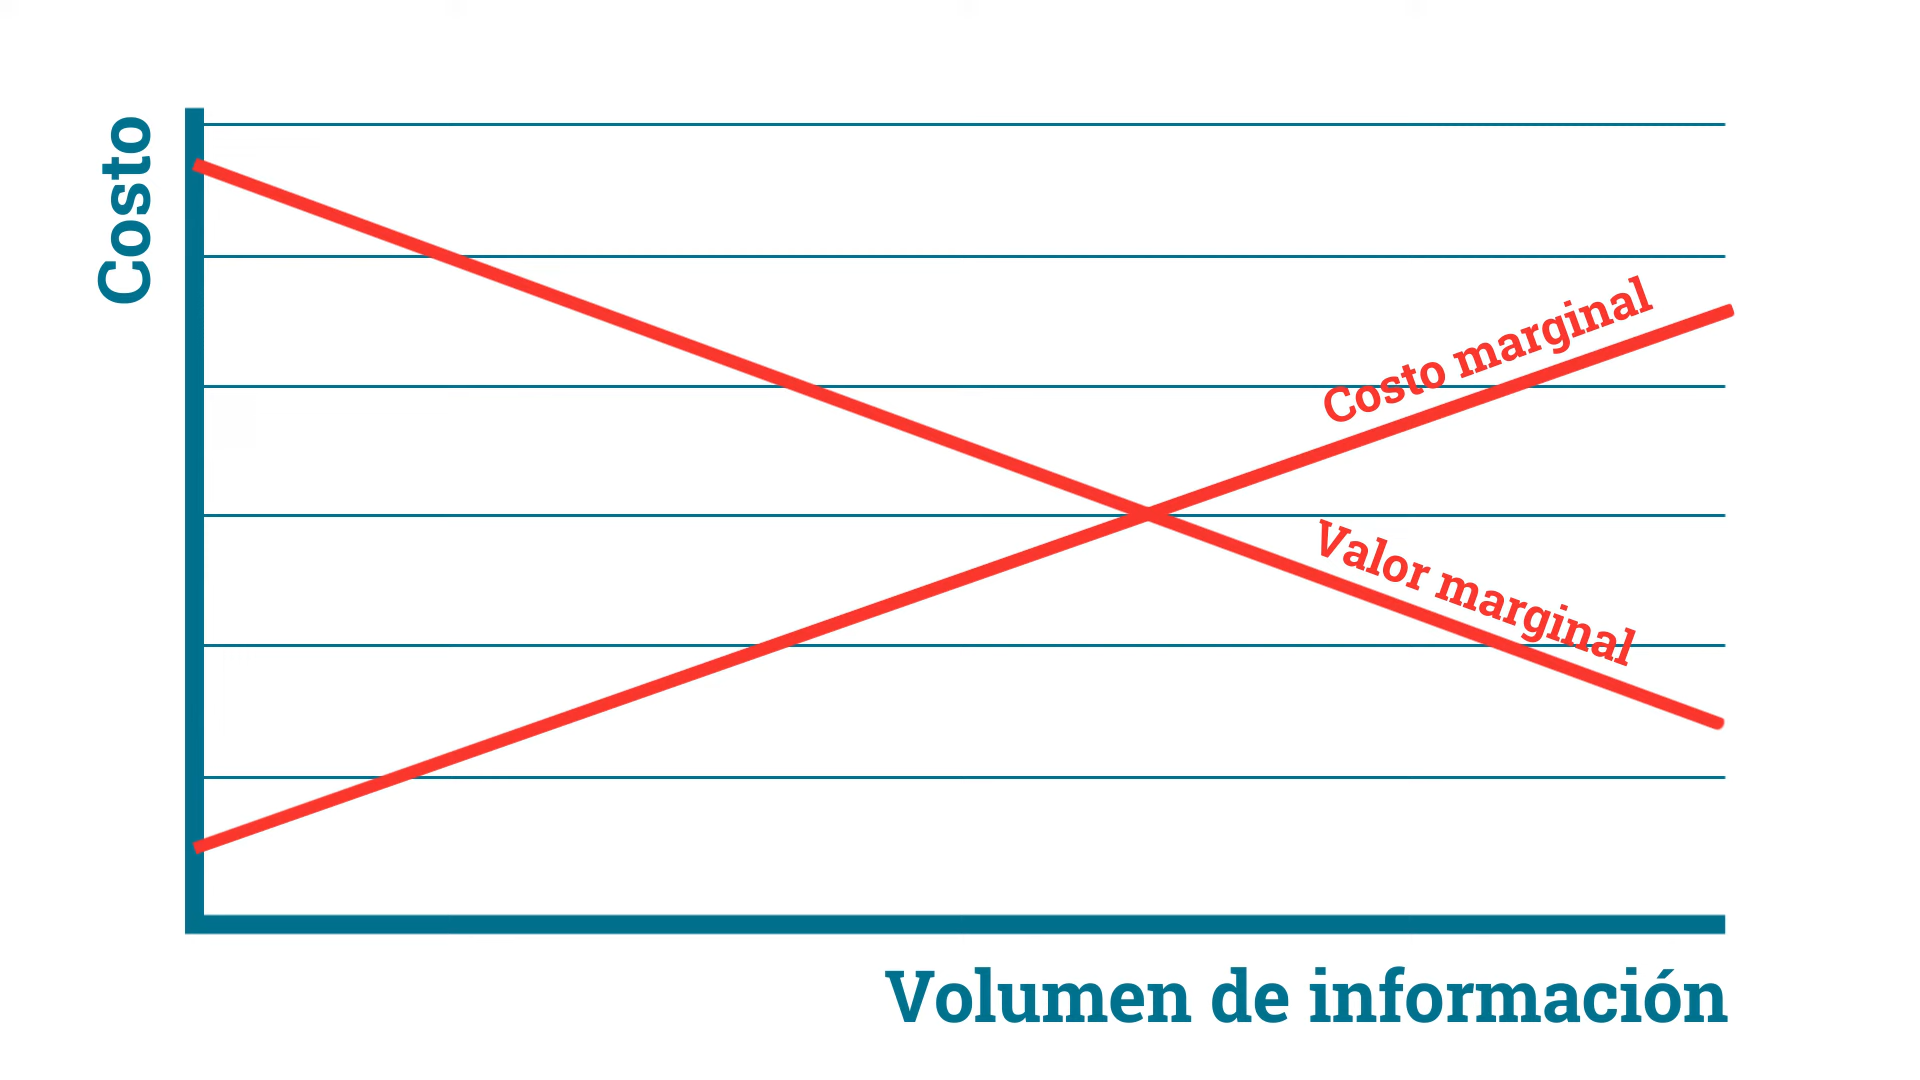 Costo
Costo marginal
Valor marginal
Volumen de información